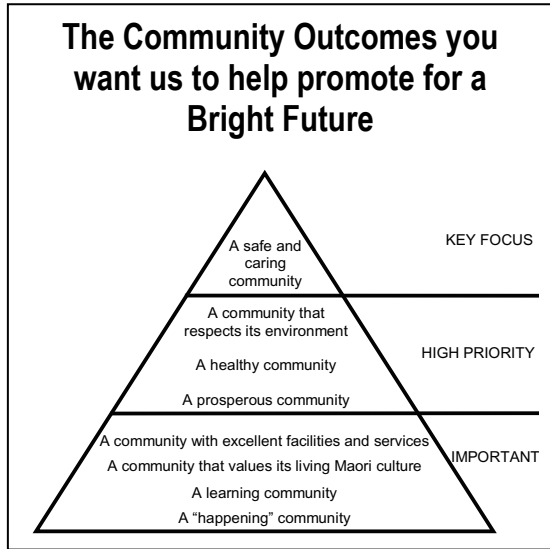 The Community Outcomes you
want us to help promote for a
Bright Future
A safe and
caring
community
KEY FOCUS
A community that
respects its environment
A healthy community
A prosperous community
HIGH PRIORITY
A community with excellent facilities and services
A community that values its living Maori culture
A learning community
A “happening” community
IMPORTANT